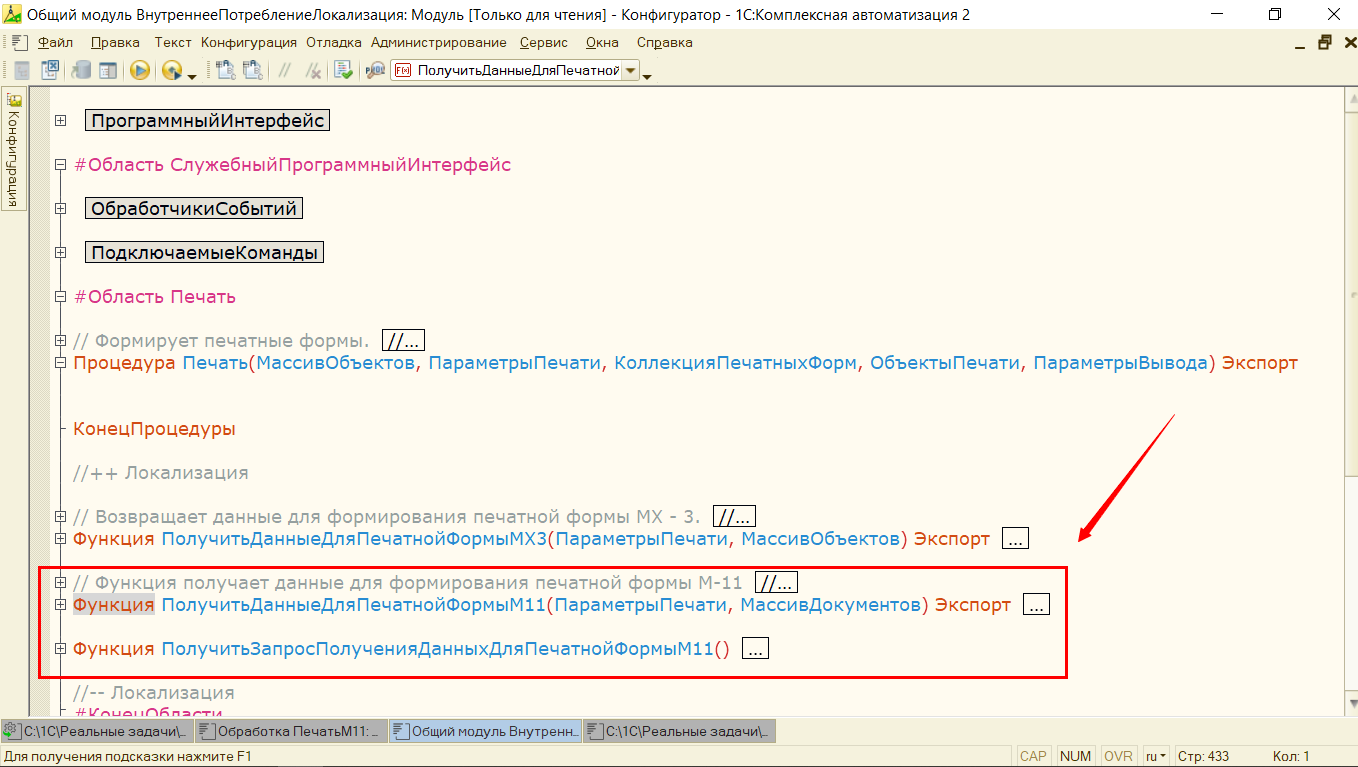 Общий модуль ВнутреннееПотреблениеЛокализация: Модуль [Только для чтения] - Конфигуратор - 1С:Комплексная автоматизация 2
Файл Правка Текст Конфигурация Отладка Администрирование Сервис Окна Справка
ПолучитьДанныеДляПечатной
Конфигурация
ПрограммныйИнтерфейс
#Область СлужебныйПрограммныйИнтерфейс
ОбработчикиСобытий
ПодключаемыеКоманды
#Область Печать
// Формирует печатные формы. //...
Процедура Печать(МассивОбъектов, ПараметрыПечати, КоллекцияПечатныхФорм, ОбъектыПечати, ПараметрыВывода) Экспорт
КонецПроцедуры
//++ Локализация
// Возвращает данные для формирования печатной формы МХ - 3. //...
Функция ПолучитьДанныеДляПечатнойФормыМХ3(ПараметрыПечати, МассивОбъектов) Экспорт ...
// Функция получает данные для формирования печатной формы М-11 //...
Функция ПолучитьДанныеДляПечатнойФормыМ11(ПараметрыПечати, МассивДокументов) Экспорт ...
Функция ПолучитьЗапросПолученияДанныхДляПечатнойФормыМ11() ...
//-- Локализация
#КонецОбласти
C:\1C\Реальные задачи\... Обработка ПечатьМ11: ... Общий модуль Внутренн... C:\1C\Реальные задачи\...
Для получения подсказки нажмите F1 CAP NUM OVR ru Стр: 433 Кол: 1